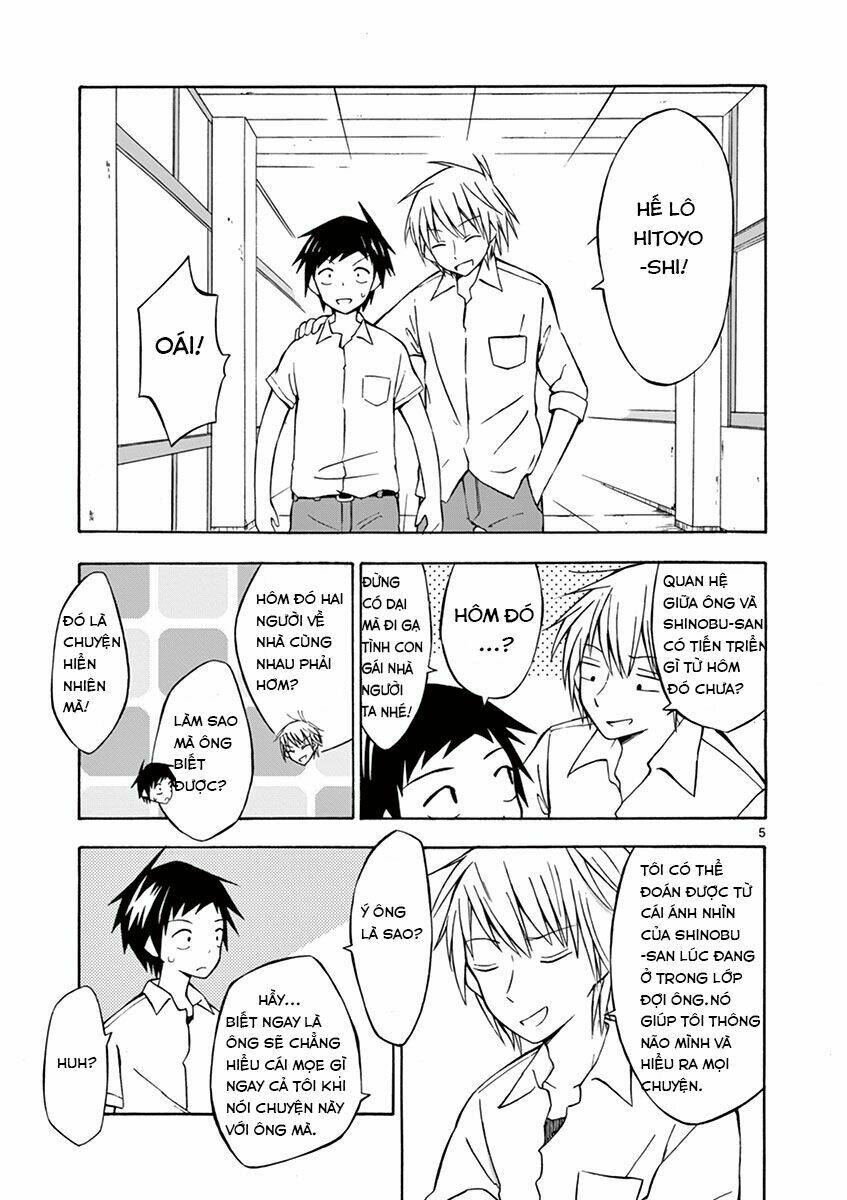 HẾ LÔ
HITOYO
-SHI!
OÁI!
QUAN HỆ
GIỮA ÔNG VÀ
SHINOBU-SAN
CÓ TIẾN TRIỂN
GÌ TỪ HÔM
ĐÓ CHƯA?
HÔM ĐÓ
...?
ĐỪNG
CÓ DẠI
MÀ ĐI GẠ
TÌNH CON
GÁI NHÀ
NGƯỜI
TA NHÉ!
HÔM ĐÓ HAI
NGƯỜI VỀ
NHÀ CÙNG
NHAU PHẢI
HƠM?
LÀM SAO
MÀ ÔNG
BIẾT
ĐƯỢC?
ĐÓ LÀ
CHUYỆN
HIỂN
NHIÊN
MÀ!
5
TÔI CÓ THỂ
ĐOÁN ĐƯỢC TỪ
CÁI ÁNH NHÌN
CỦA SHINOBU
-SAN LÚC ĐANG
Ở TRONG LỚP
ĐỢI ÔNG.NÓ
GIÚP TÔI THÔNG
NÃO MÌNH VÀ
HIỂU RA MỌI
CHUYỆN.
Ý ÔNG
LÀ SAO?
HẦY...
BIẾT NGAY LÀ
ÔNG SẼ CHẲNG
HIỂU CÁI MỌE GÌ
NGAY CẢ TÔI KHI
NÓI CHUYỆN NÀY
VỚI ÔNG MÀ.
HUH?